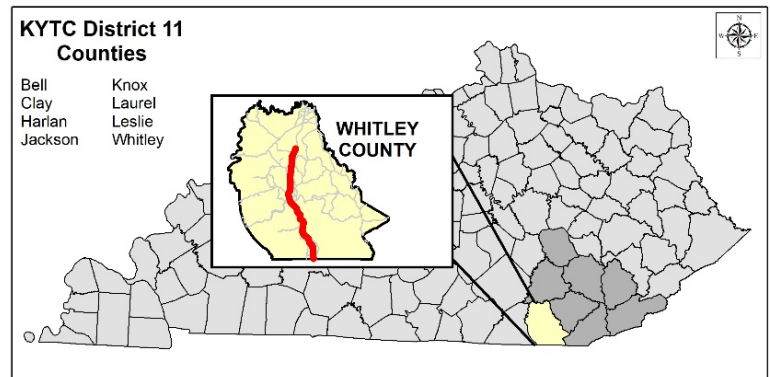 KYTC District 11
Counties
Bell Knox
Clay Laurel
Harlan Leslie
Jackson Whitley
WHITLEY
COUNTY
N
W E
S